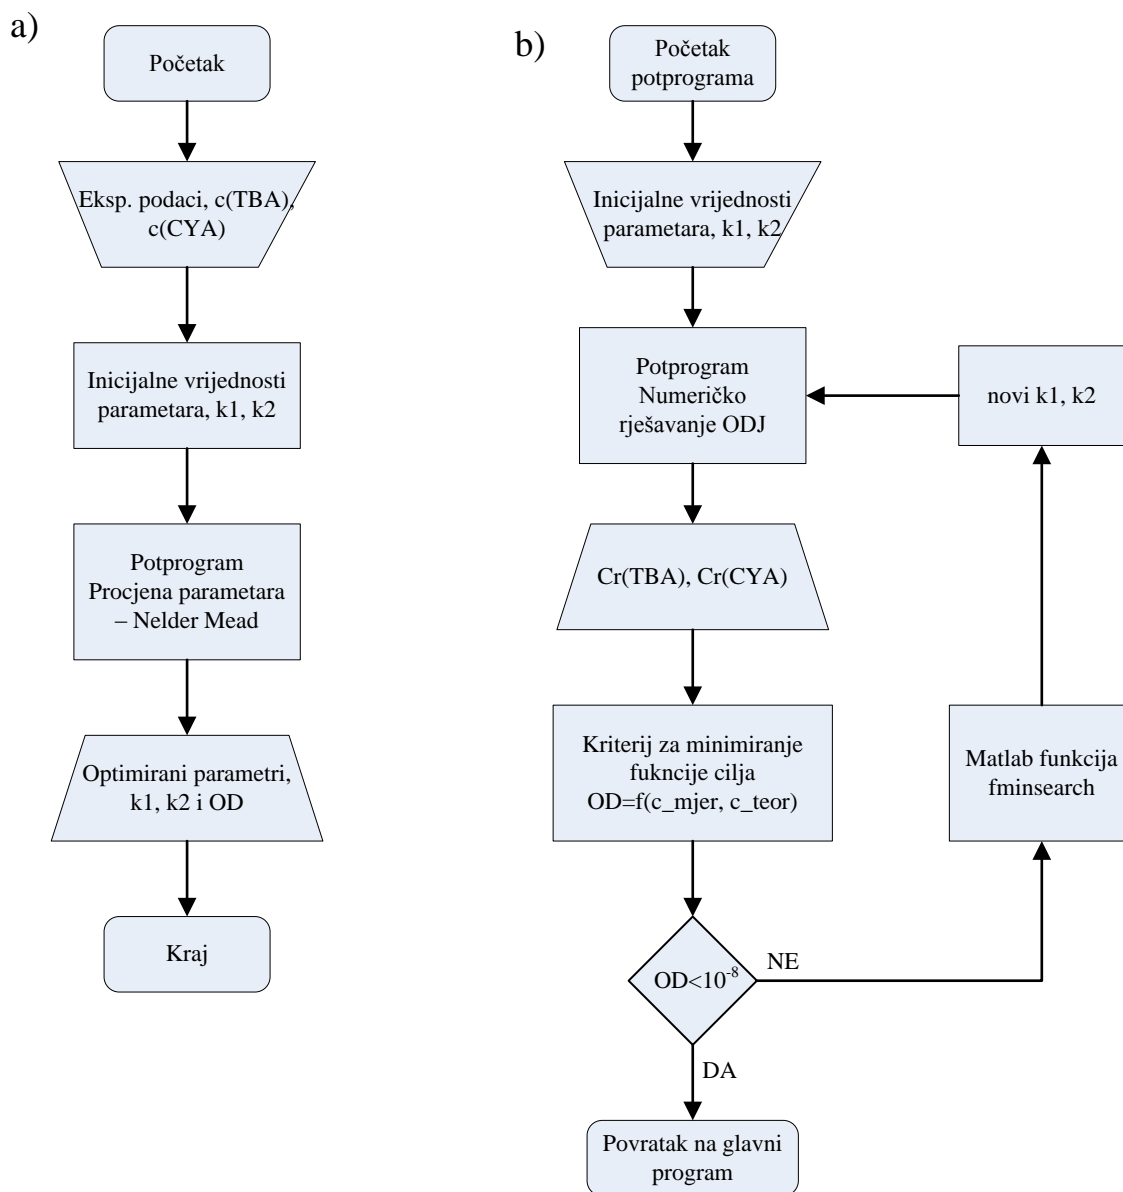 a)
Početak
Eksp. podaci, c(TBA),
c(CYA)
Inicijalne vrijednosti
parametara, k1, k2
Potprogram
Procjena parametara
– Nelder Mead
Optimirani parametri,
k1, k2 i OD
Kraj
b)
Početak
potprograma
Inicijalne vrijednosti
parametara, k1, k2
Potprogram
Numeričko
rješavanje ODJ
novi k1, k2
Cr(TBA), Cr(CYA)
Kriterij za minimiranje
fukncije cilja
OD=f(c_mjer, c_teor)
Matlab funkcija
fminsearch
OD<10⁻⁸
NE
DA
Povratak na glavni
program